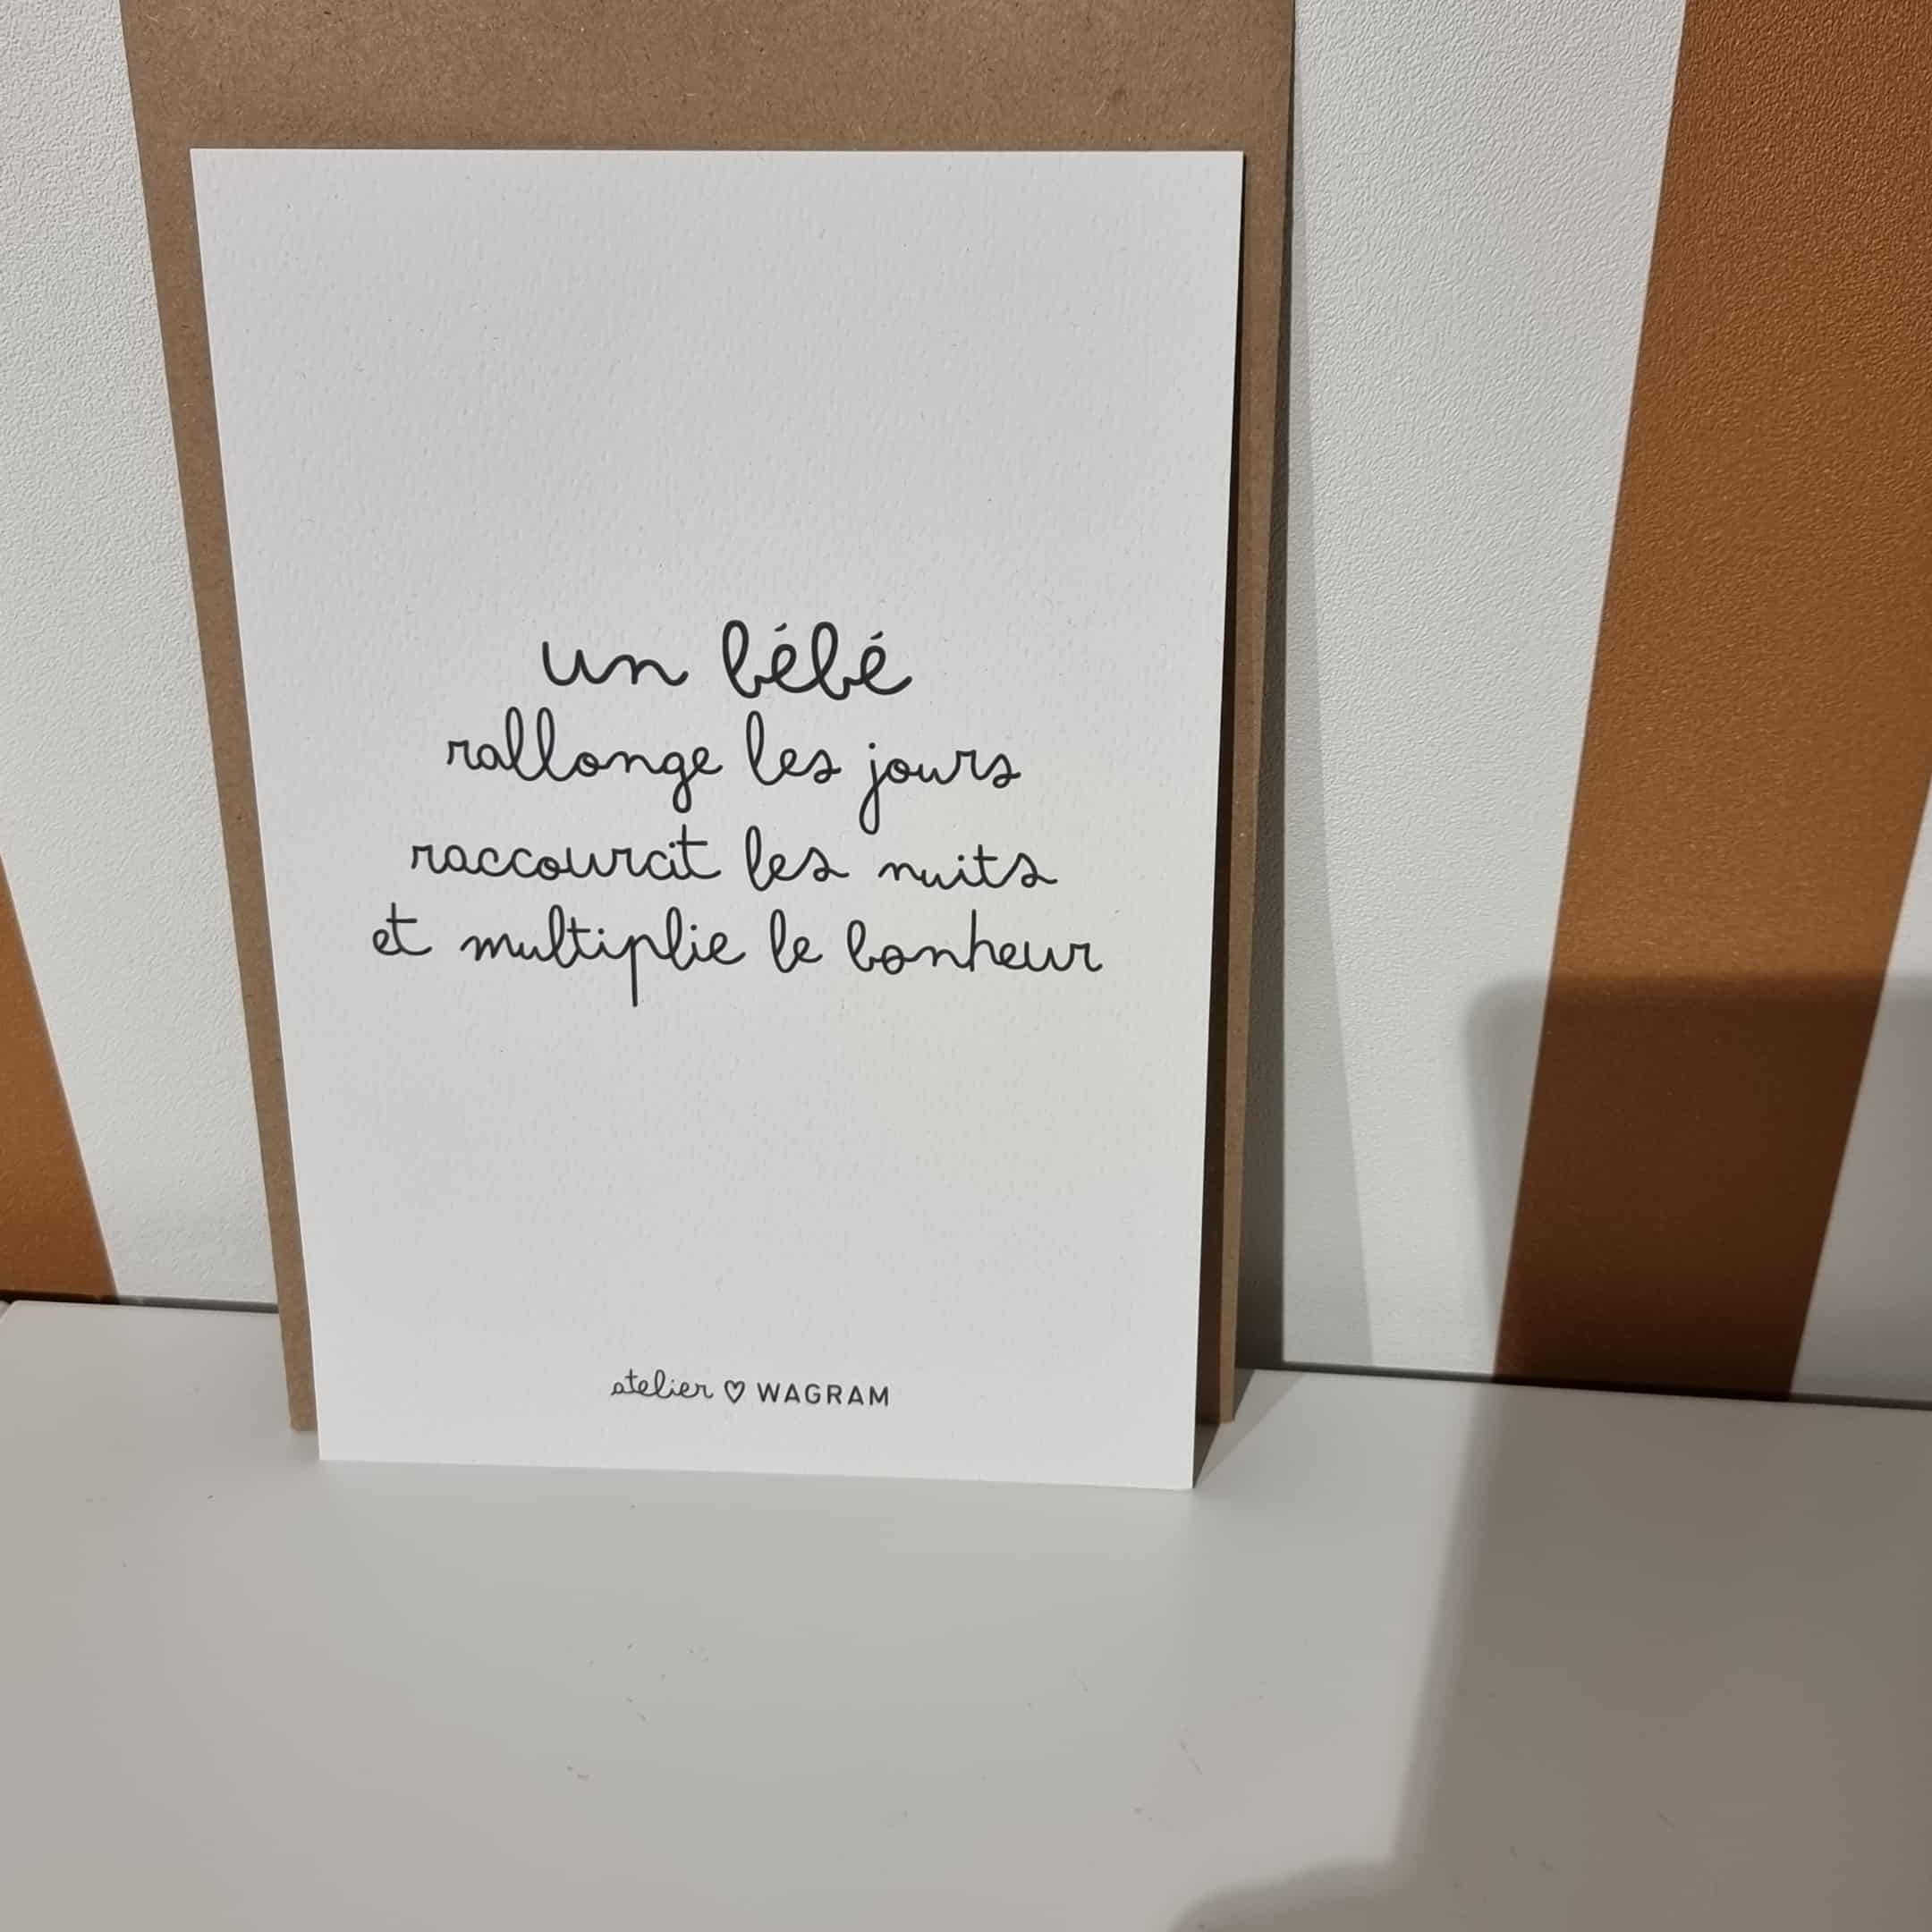 un bébé
rallonge les jours
raccourcit les nuits
et multiplie le bonheur
atelier ♡ WAGRAM